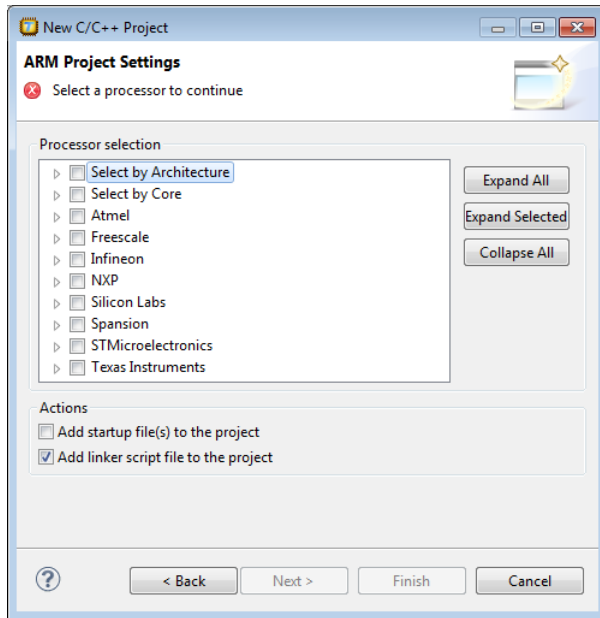 New C/C++ Project
ARM Project Settings
Select a processor to continue
Processor selection
Select by Architecture
Select by Core
Atmel
Freescale
Infineon
NXP
Silicon Labs
Spansion
STMicroelectronics
Texas Instruments
Expand All
Expand Selected
Collapse All
Actions
Add startup file(s) to the project
Add linker script file to the project
? < Back Next > Finish Cancel